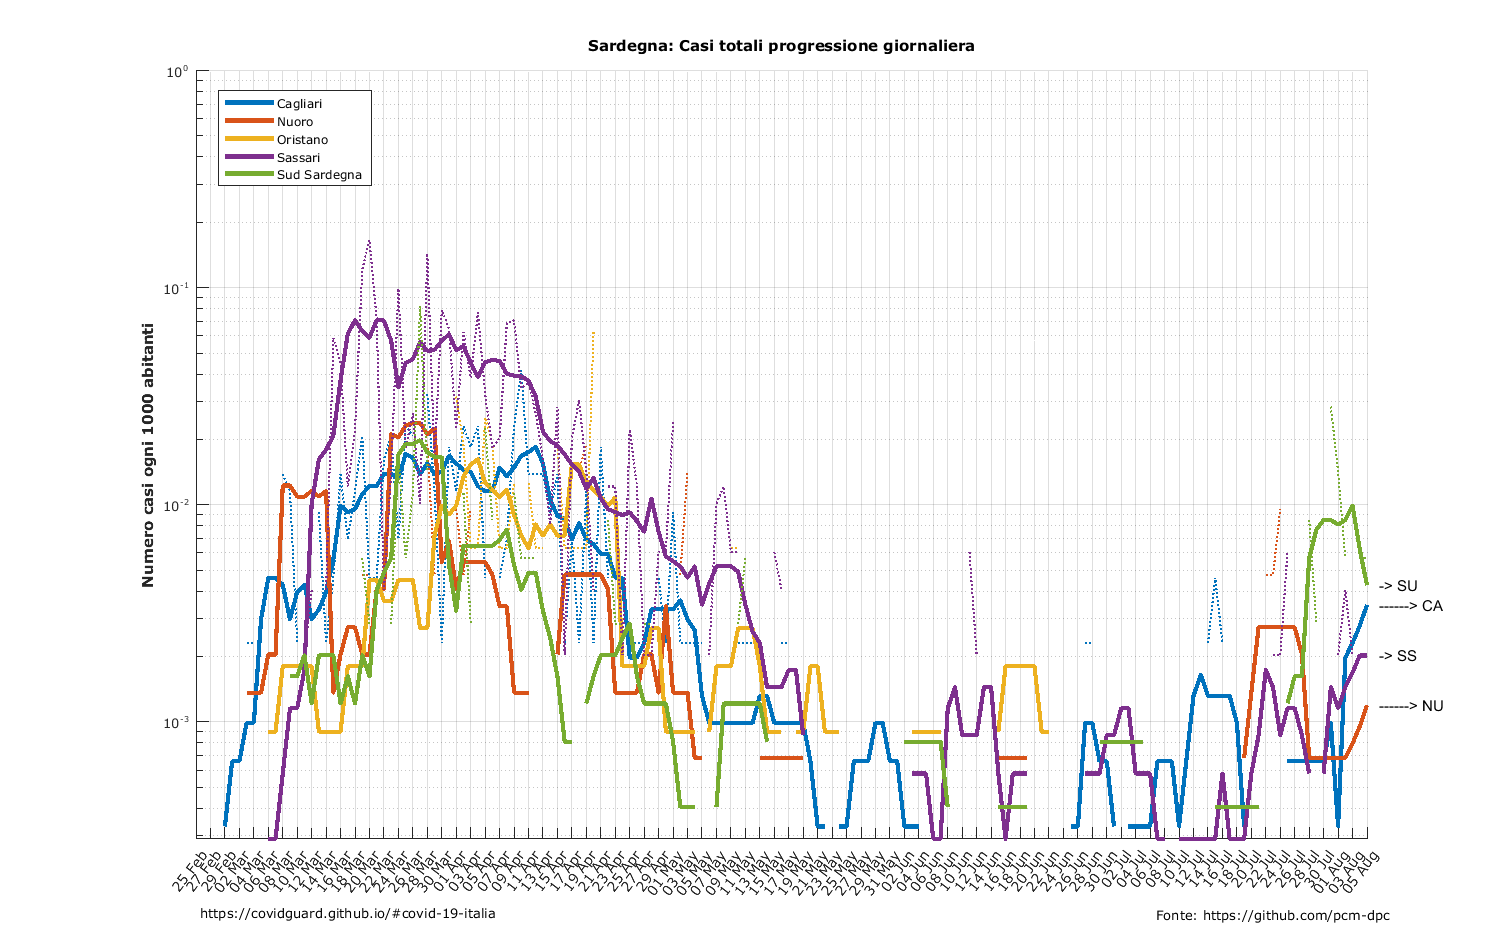 Sardegna: Casi totali progressione giornaliera
Cagliari
Nuoro
Oristano
Sassari
Sud Sardegna
Numero casi ogni 1000 abitanti
10^0
10^-1
10^-2
10^-3
-> SU
------> CA
-> SS
------> NU
25 Feb
27 Feb
29 Feb
02 Mar
04 Mar
06 Mar
08 Mar
10 Mar
12 Mar
14 Mar
16 Mar
18 Mar
20 Mar
22 Mar
24 Mar
26 Mar
28 Mar
30 Mar
01 Apr
03 Apr
05 Apr
07 Apr
09 Apr
11 Apr
13 Apr
15 Apr
17 Apr
19 Apr
21 Apr
23 Apr
25 Apr
27 Apr
29 Apr
01 May
03 May
05 May
07 May
09 May
11 May
13 May
15 May
17 May
19 May
21 May
23 May
25 May
27 May
29 May
31 May
02 Jun
04 Jun
06 Jun
08 Jun
10 Jun
12 Jun
14 Jun
16 Jun
18 Jun
20 Jun
22 Jun
24 Jun
26 Jun
28 Jun
30 Jun
02 Jul
04 Jul
06 Jul
08 Jul
10 Jul
12 Jul
14 Jul
16 Jul
18 Jul
20 Jul
22 Jul
24 Jul
26 Jul
28 Jul
30 Jul
01 Aug
03 Aug
05 Aug
https://covidguard.github.io/#covid-19-italia
Fonte: https://github.com/pcm-dpc